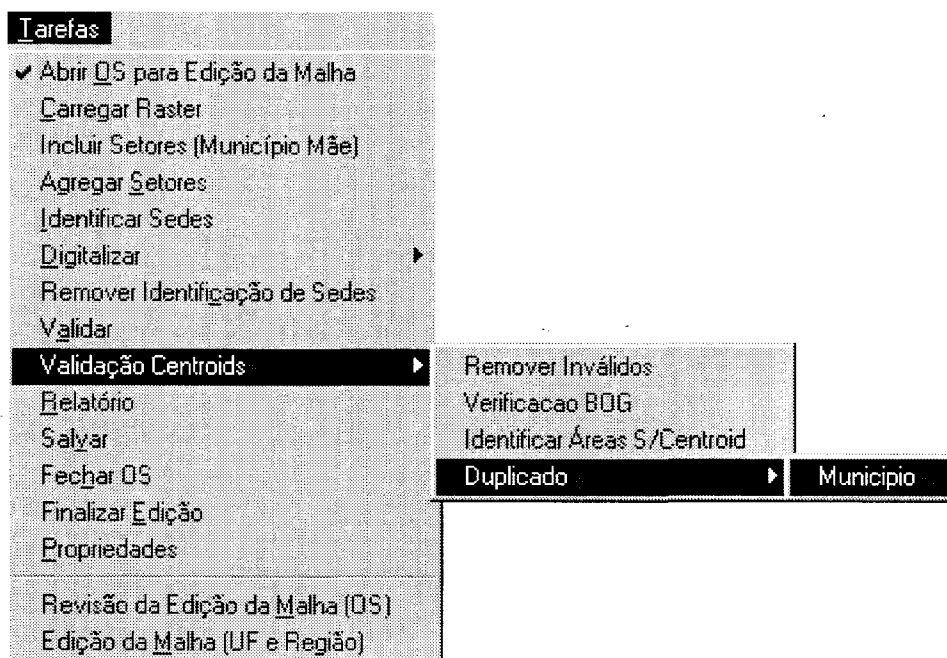 Tarefas
Abrir OS para Edição da Malha
Carregar Raster
Incluir Setores (Município Mãe)
Agregar Setores
Identificar Sedes
Digitalizar
Remover Identificação de Sedes
Validar
Validação Centroids
Relatório
Salvar
Fechar OS
Finalizar Edição
Propriedades
Revisão da Edição da Malha (OS)
Edição da Malha (UF e Região)
Remover Inválidos
Verificacao BOG
Identificar Áreas S/Centroid
Duplicado
Municipio